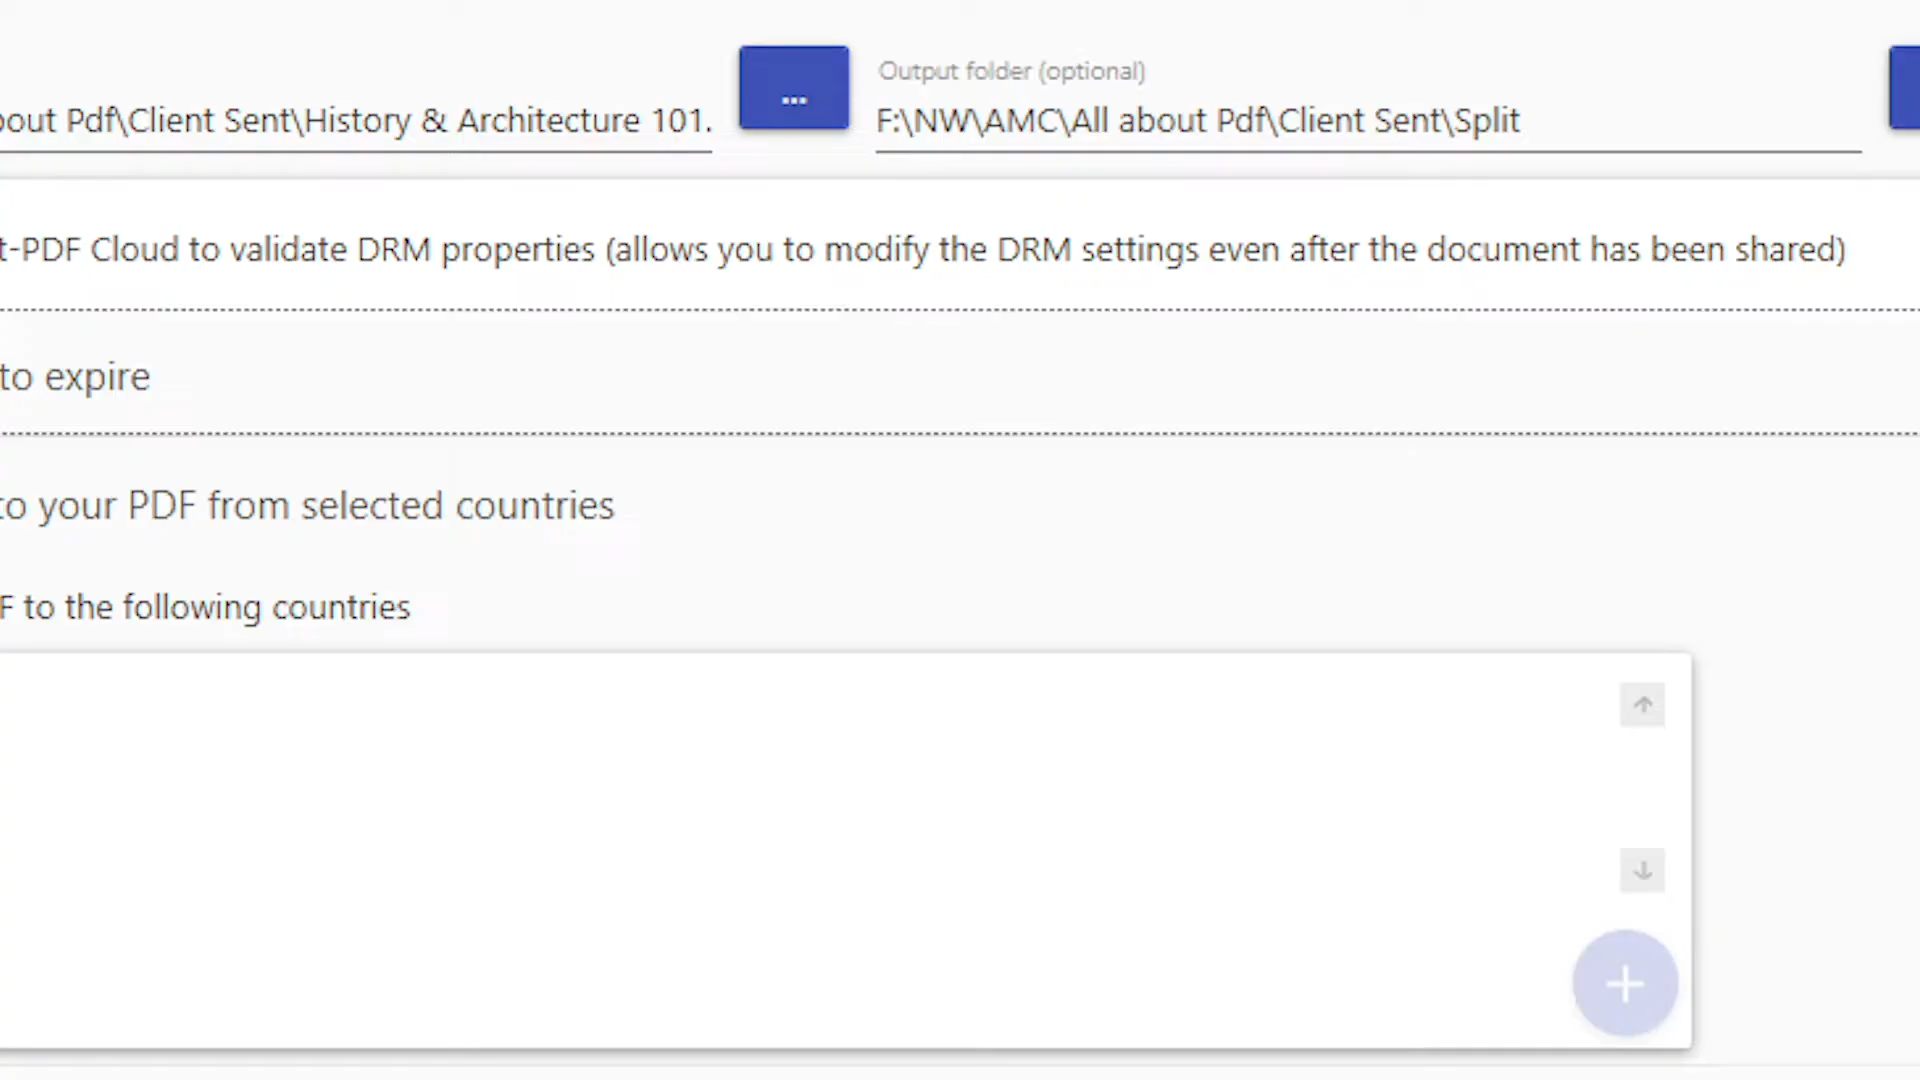 Output folder (optional)
Pdf\Client Sent\History & Architecture 101.
...
F:\NW\AMC\All about Pdf\Client Sent\Split
t-PDF Cloud to validate DRM properties (allows you to modify the DRM settings even after the document has been shared)
to expire
to your PDF from selected countries
F to the following countries